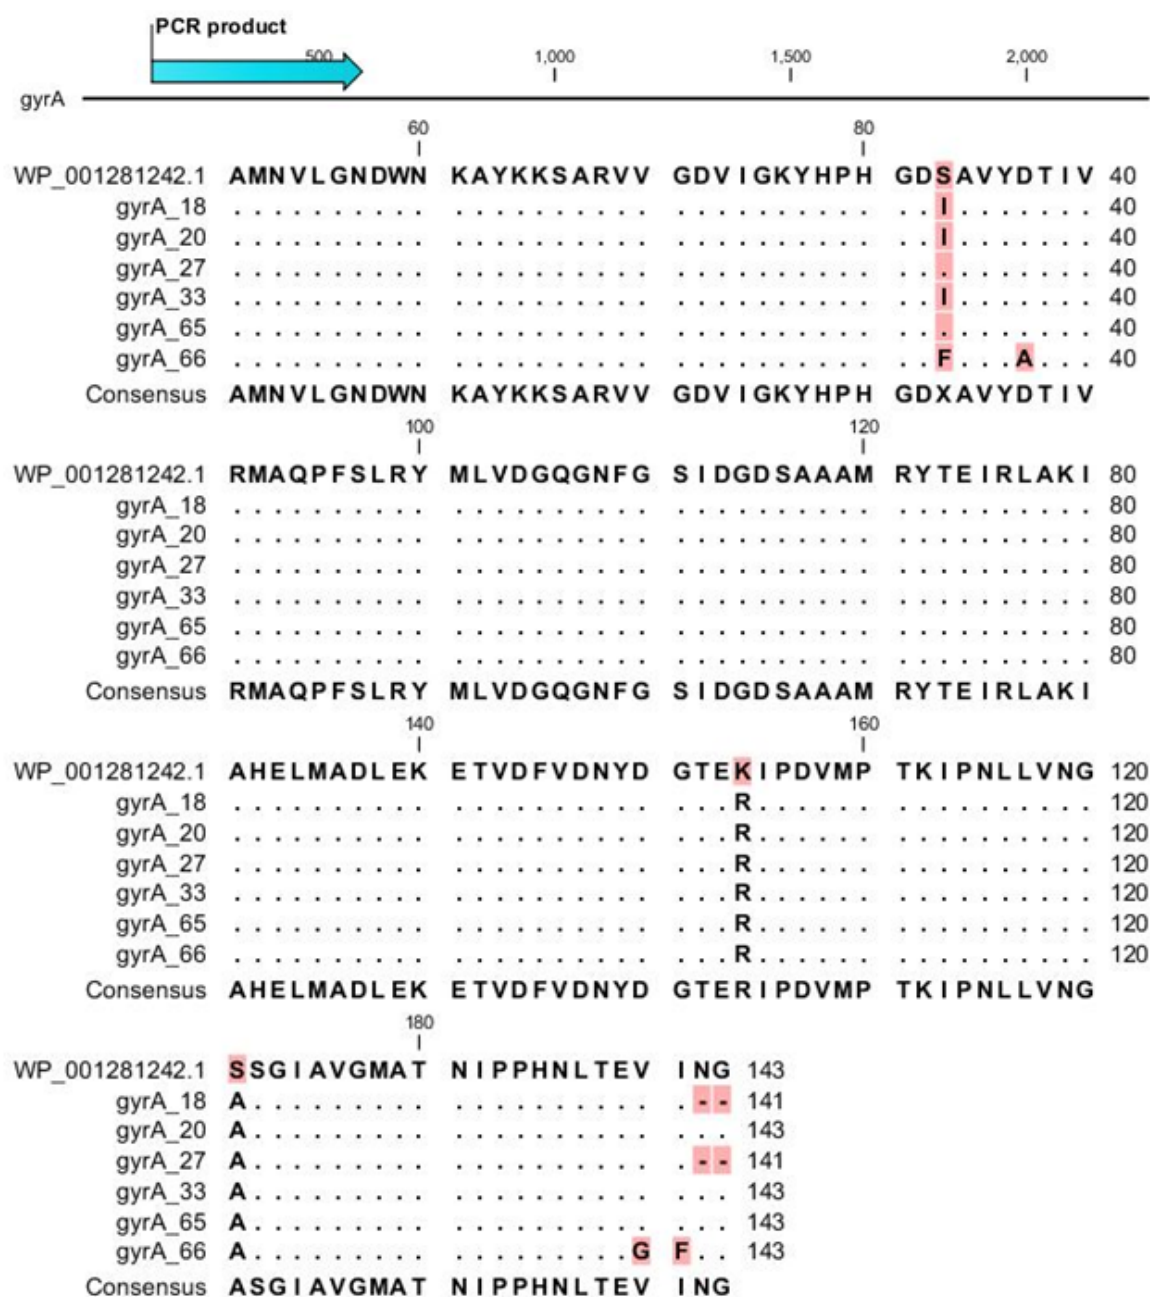 PCR product
500 1,000 1,500 2,000
gyrA
60 80
WP_001281242.1 AMNVLGNDWN KAYKKSARVV GDVIGKYHPH GDSAVYDTIV 40
gyrA_18 .......... .......... .......... ..I....... 40
gyrA_20 .......... .......... .......... ..I....... 40
gyrA_27 .......... .......... .......... .......... 40
gyrA_33 .......... .......... .......... ..I....... 40
gyrA_65 .......... .......... .......... .......... 40
gyrA_66 .......... .......... .......... ..F...A... 40
Consensus AMNVLGNDWN KAYKKSARVV GDVIGKYHPH GDXAVYDTIV
100 120
WP_001281242.1 RMAQPFSLRY MLVDGQGNFG SIDGDSAAAM RYTEIRLAKI 80
gyrA_18 .......... .......... .......... .......... 80
gyrA_20 .......... .......... .......... .......... 80
gyrA_27 .......... .......... .......... .......... 80
gyrA_33 .......... .......... .......... .......... 80
gyrA_65 .......... .......... .......... .......... 80
gyrA_66 .......... .......... .......... .......... 80
Consensus RMAQPFSLRY MLVDGQGNFG SIDGDSAAAM RYTEIRLAKI
140 160
WP_001281242.1 AHELMADLEK ETVDFVDNYD GTEKIPDVMP TKIPNLLVNG 120
gyrA_18 .......... .......... ...R...... .......... 120
gyrA_20 .......... .......... ...R...... .......... 120
gyrA_27 .......... .......... ...R...... .......... 120
gyrA_33 .......... .......... ...R...... .......... 120
gyrA_65 .......... .......... ...R...... .......... 120
gyrA_66 .......... .......... ...R...... .......... 120
Consensus AHELMADLEK ETVDFVDNYD GTERIPDVMP TKIPNLLVNG
180
WP_001281242.1 SSGIAVGMAT NIPPHNLTEV ING 143
gyrA_18 A......... .......... .-- 141
gyrA_20 A......... .......... ... 143
gyrA_27 A......... .......... .-- 141
gyrA_33 A......... .......... ... 143
gyrA_65 A......... .......... ... 143
gyrA_66 A......... .........G F.. 143
Consensus ASGIAVGMAT NIPPHNLTEV ING